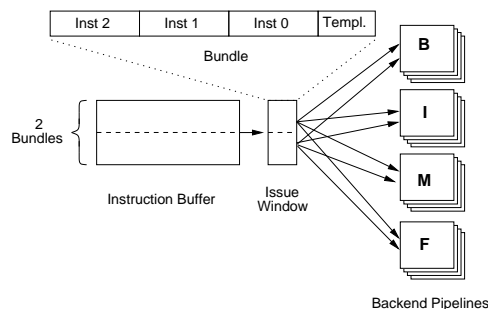 Inst 2 Inst 1 Inst 0 Templ.
Bundle
B
I
M
F
2
Bundles
Instruction Buffer
Issue
Window
Backend Pipelines